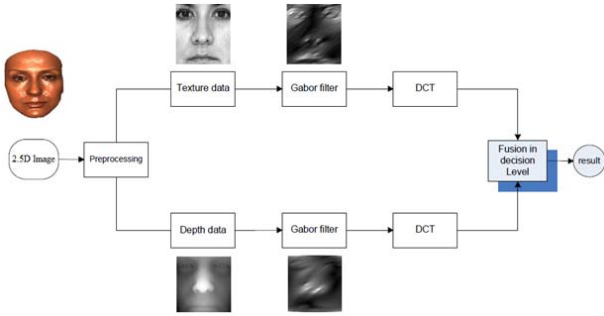 Texture data
Gabor filter
DCT
2.5D Image
Preprocessing
Fusion in
decision
Level
result
Depth data
Gabor filter
DCT